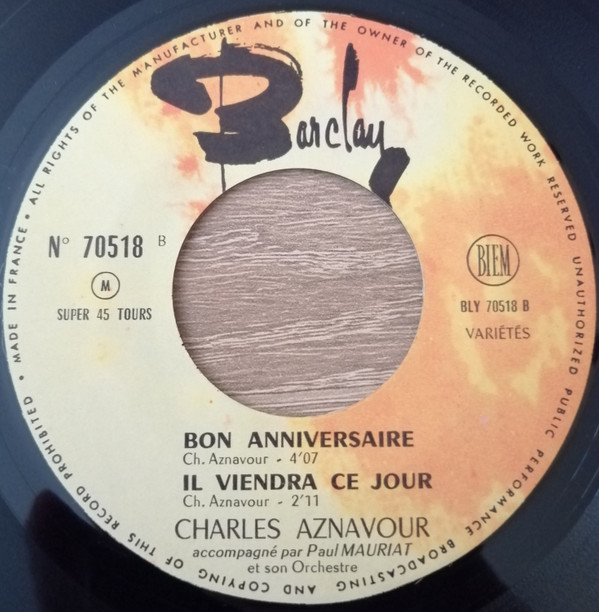 Barclay
Nº 70518 B
M
SUPER 45 TOURS
BIEM
BLY 70518 B
VARIÉTÉS
BON ANNIVERSAIRE
Ch. Aznavour - 4'07
IL VIENDRA CE JOUR
Ch. Aznavour - 2'11
CHARLES AZNAVOUR
accompagné par Paul MAURIAT
et son Orchestre
• MADE IN FRANCE • ALL RIGHTS OF THE MANUFACTURER AND OF THE OWNER OF THE RECORDED WORK RESERVED UNAUTHORIZED PUBLIC PERFORMANCE BROADCASTING AND COPYING OF THIS RECORD PROHIBITED